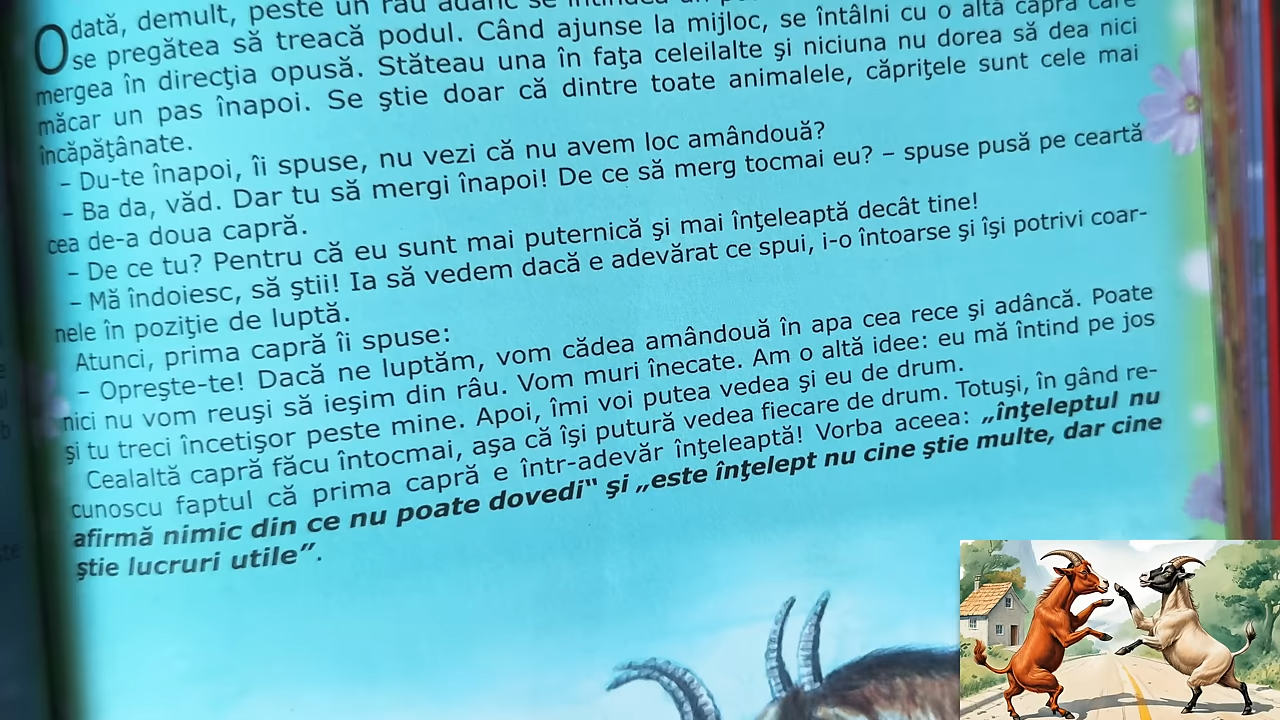 Odată, demult, peste un râu adânc se întindea un
se pregătea să treacă podul. Când ajunse la mijloc, se întâlni cu o altă capră care
mergea în direcţia opusă. Stăteau una în faţa celeilalte şi niciuna nu dorea să dea nici
măcar un pas înapoi. Se ştie doar că dintre toate animalele, căpriţele sunt cele mai
încăpăţânate.
– Du-te înapoi, îi spuse, nu vezi că nu avem loc amândouă?
– Ba da, văd. Dar tu să mergi înapoi! De ce să merg tocmai eu? – spuse pusă pe ceartă
cea de-a doua capră.
– De ce tu? Pentru că eu sunt mai puternică şi mai înţeleaptă decât tine!
– Mă îndoiesc, să ştii! Ia să vedem dacă e adevărat ce spui, i-o întoarse şi îşi potrivi coar-
nele în poziţie de luptă.
Atunci, prima capră îi spuse:
– Opreşte-te! Dacă ne luptăm, vom cădea amândouă în apa cea rece şi adâncă. Poate
nici nu vom reuşi să ieşim din râu. Vom muri înecate. Am o altă idee: eu mă întind pe jos
şi tu treci încetişor peste mine. Apoi, îmi voi putea vedea şi eu de drum.
Cealaltă capră făcu întocmai, aşa că îşi putură vedea fiecare de drum. Totuşi, în gând re-
cunoscu faptul că prima capră e într-adevăr înţeleaptă! Vorba aceea: „înţeleptul nu
afirmă nimic din ce nu poate dovedi“ şi „este înţelept nu cine ştie multe, dar cine
ştie lucruri utile”.